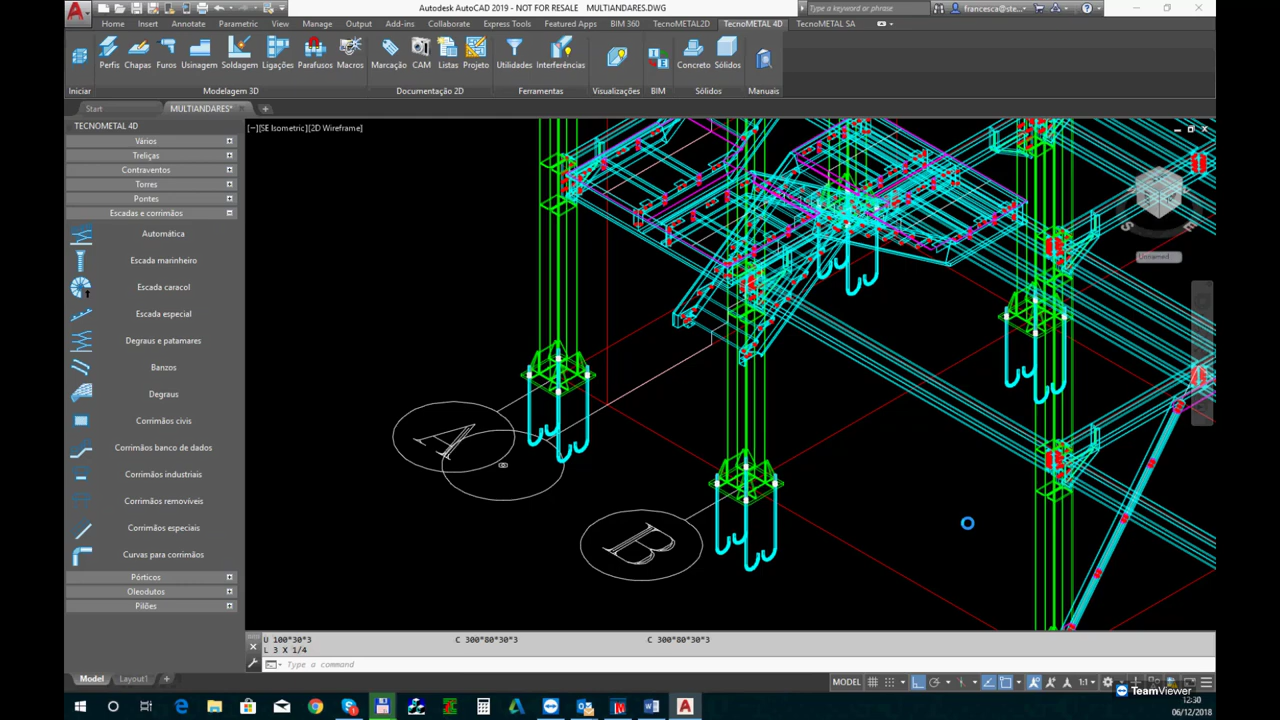 Autodesk AutoCAD 2019 - NOT FOR RESALE MULTIANDARES.DWG
Type a keyword or phrase
francesca@ste...
Home Insert Annotate Parametric View Manage Output Add-ins Collaborate Express Tools Featured Apps BIM 360 TecnoMETAL2D TecnoMETAL 4D TecnoMETAL SA
Perfis Chapas Furos Usinagem Soldagem Ligações Parafusos Macros Marcação CAM Listas Projeto Utilidades Interferências Concreto Sólidos
Iniciar Modelagem 3D Documentação 2D Ferramentas Visualizações BIM Sólidos Manuais
Start MULTIANDARES*
TECNOMETAL 4D
[−][SE Isometric][2D Wireframe]
Vários
Treliças
Contraventos
Torres
Pontes
Escadas e corrimãos
Automática
Escada marinheiro
Escada caracol
Escada especial
Degraus e patamares
Banzos
Degraus
Corrimãos civis
Corrimãos banco de dados
Corrimãos industriais
Corrimãos removíveis
Corrimãos especiais
Curvas para corrimãos
Pórticos
Oleodutos
Pilões
TOP
S
E
Unnamed
A
B
U 100*30*3 C 300*80*30*3 C 300*80*30*3
L 3 X 1/4
Type a command
Model Layout1
MODEL
1:1
TeamViewer
12:30
06/12/2018